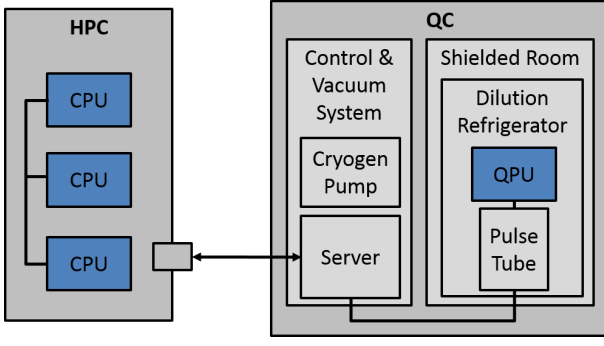 HPC
CPU
CPU
CPU
QC
Control &
Vacuum
System
Cryogen
Pump
Server
Shielded Room
Dilution
Refrigerator
QPU
Pulse
Tube